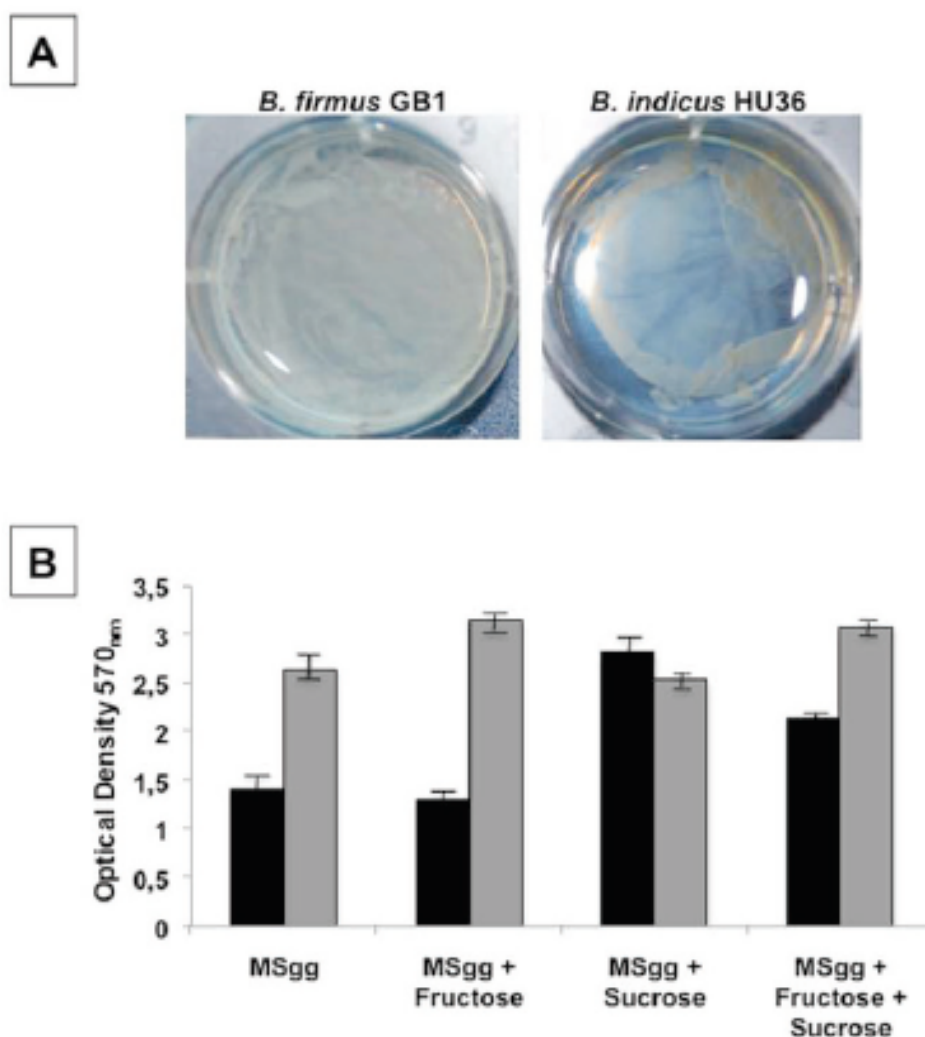 A
B. firmus GB1 B. indicus HU36
B
Optical Density 570nm
3,5
3
2,5
2
1,5
1
0,5
0
MSgg
MSgg +
Fructose
MSgg +
Sucrose
MSgg +
Fructose +
Sucrose